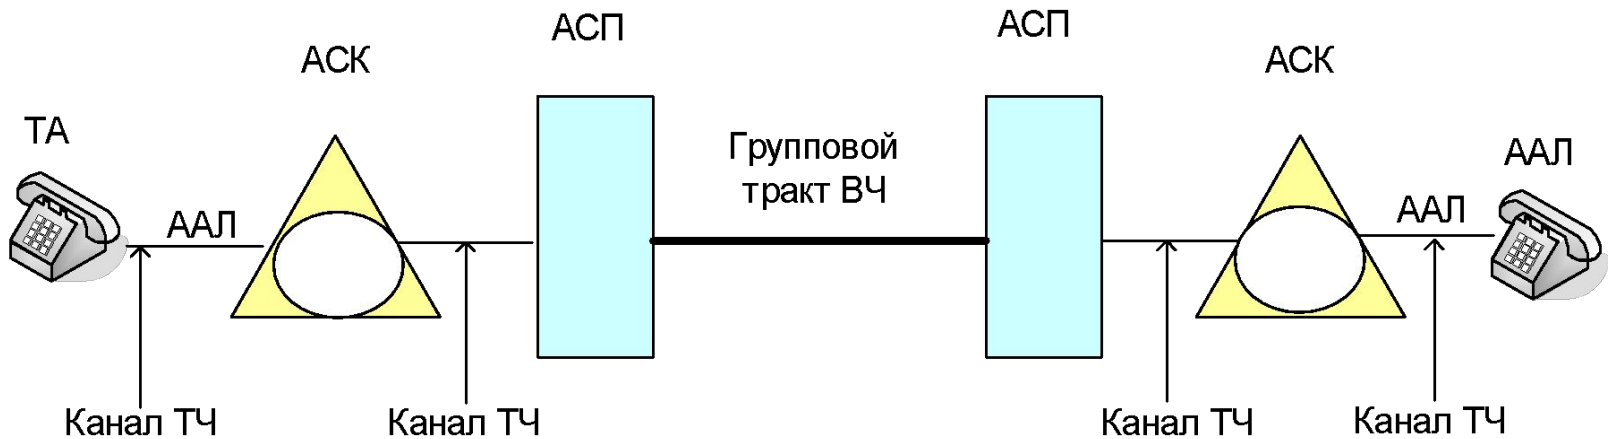 АСП
АСП
АСК
АСК
ТА
Групповой
тракт ВЧ
ААЛ
ААЛ
ААЛ
Канал ТЧ
Канал ТЧ
Канал ТЧ
Канал ТЧ